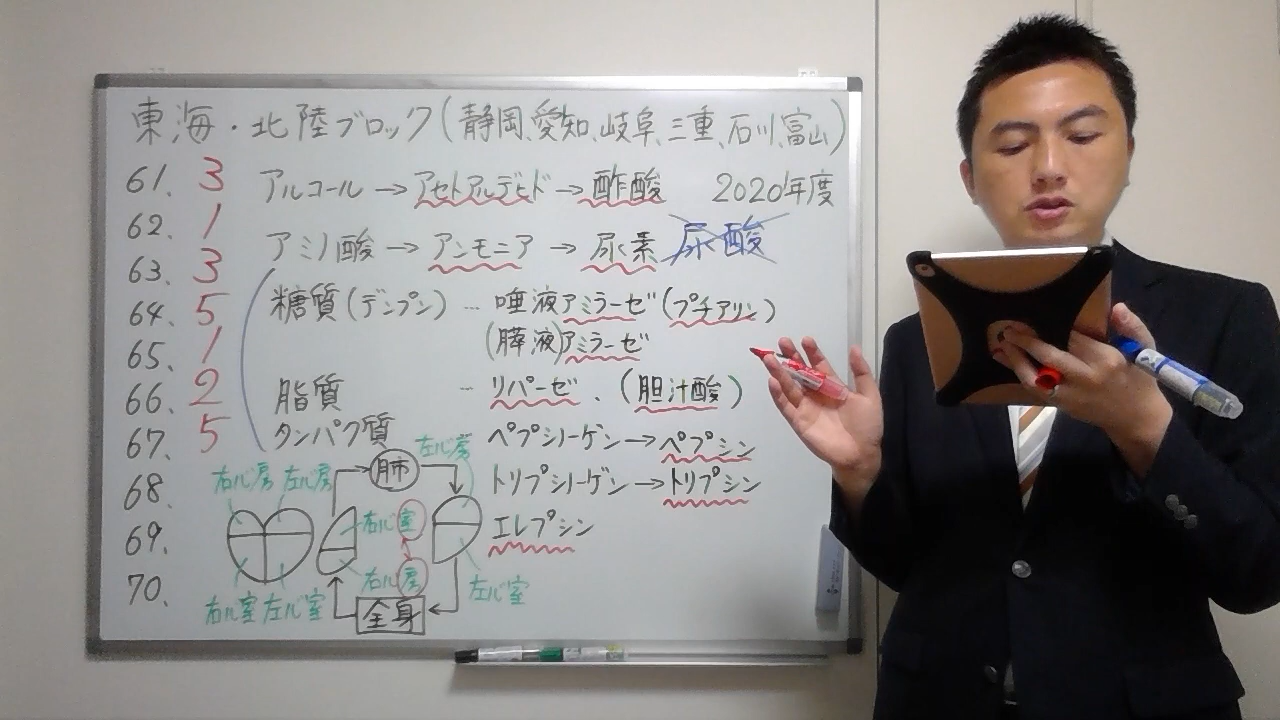 東海・北陸ブロック(静岡、愛知、岐阜、三重、石川、富山)
61. 3 アルコール→アセトアルデヒド→酢酸 2020年度
62. 1 アミノ酸→アンモニア→尿素 尿酸
63. 3 糖質(デンプン)…唾液アミラーゼ(プチアリン)
64. 5 (膵液)アミラーゼ
65. 1
66. 2 脂質 …リパーゼ、(胆汁酸)
67. 5 タンパク質 ペプシノーゲン→ペプシン
68. トリプシノーゲン→トリプシン
69. エレプシン
70.
肺 左心房
右心房 左心房
右心室
右心房
右心室 左心室
左心室
全身